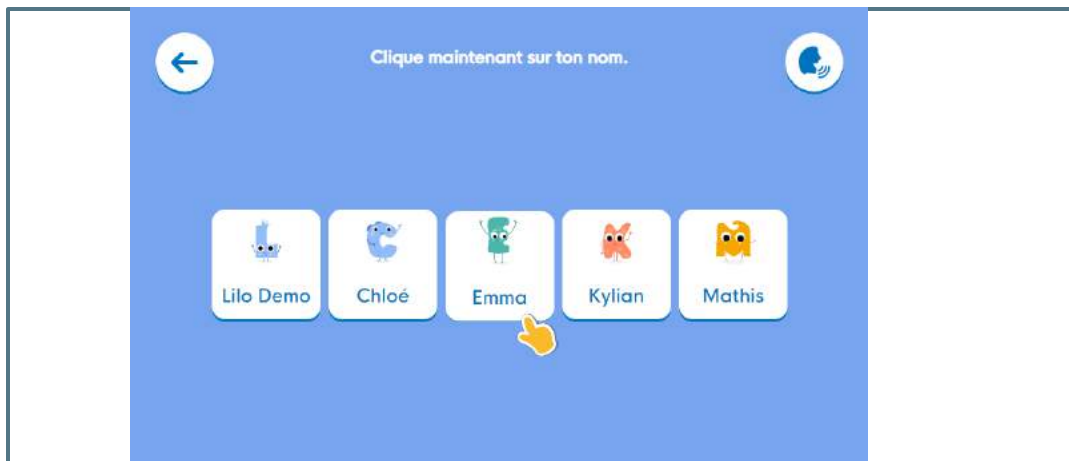 Clique maintenant sur ton nom.
Lilo Demo
Chloé
Emma
Kylian
Mathis